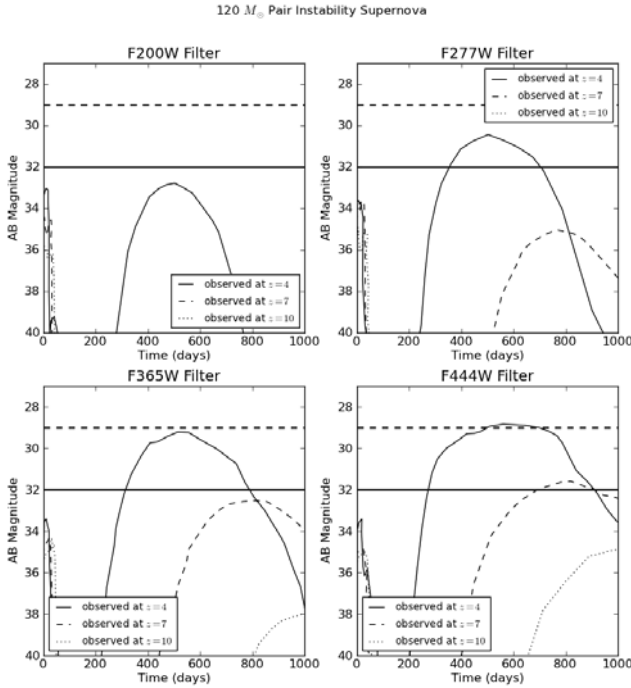 120 M☉ Pair Instability Supernova
F200W Filter
28
30
32
34
36
38
40
AB Magnitude
observed at z=4
observed at z=7
observed at z=10
0 200 400 600 800 1000
Time (days)
F277W Filter
observed at z=4
observed at z=7
observed at z=10
28
30
32
34
36
38
40
AB Magnitude
0 200 400 600 800 1000
Time (days)
F365W Filter
28
30
32
34
36
38
40
AB Magnitude
observed at z=4
observed at z=7
observed at z=10
0 200 400 600 800 1000
Time (days)
F444W Filter
28
30
32
34
36
38
40
AB Magnitude
observed at z=4
observed at z=7
observed at z=10
0 200 400 600 800 1000
Time (days)